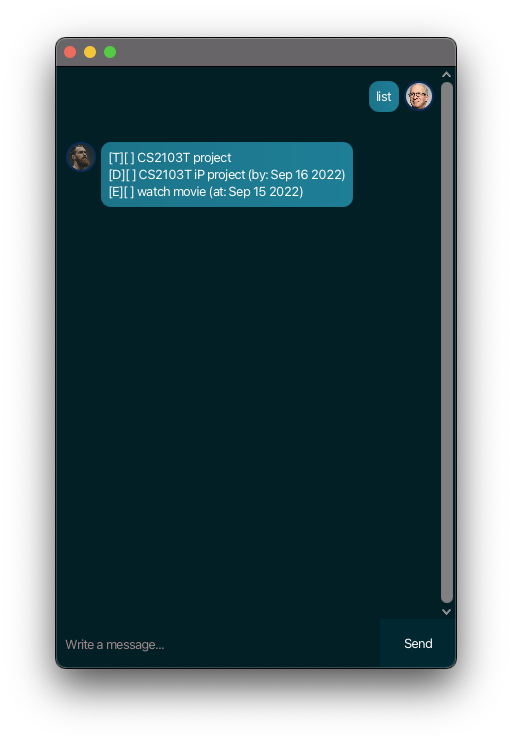 list
[T][ ] CS2103T project
[D][ ] CS2103T iP project (by: Sep 16 2022)
[E][ ] watch movie (at: Sep 15 2022)
Write a message...
Send